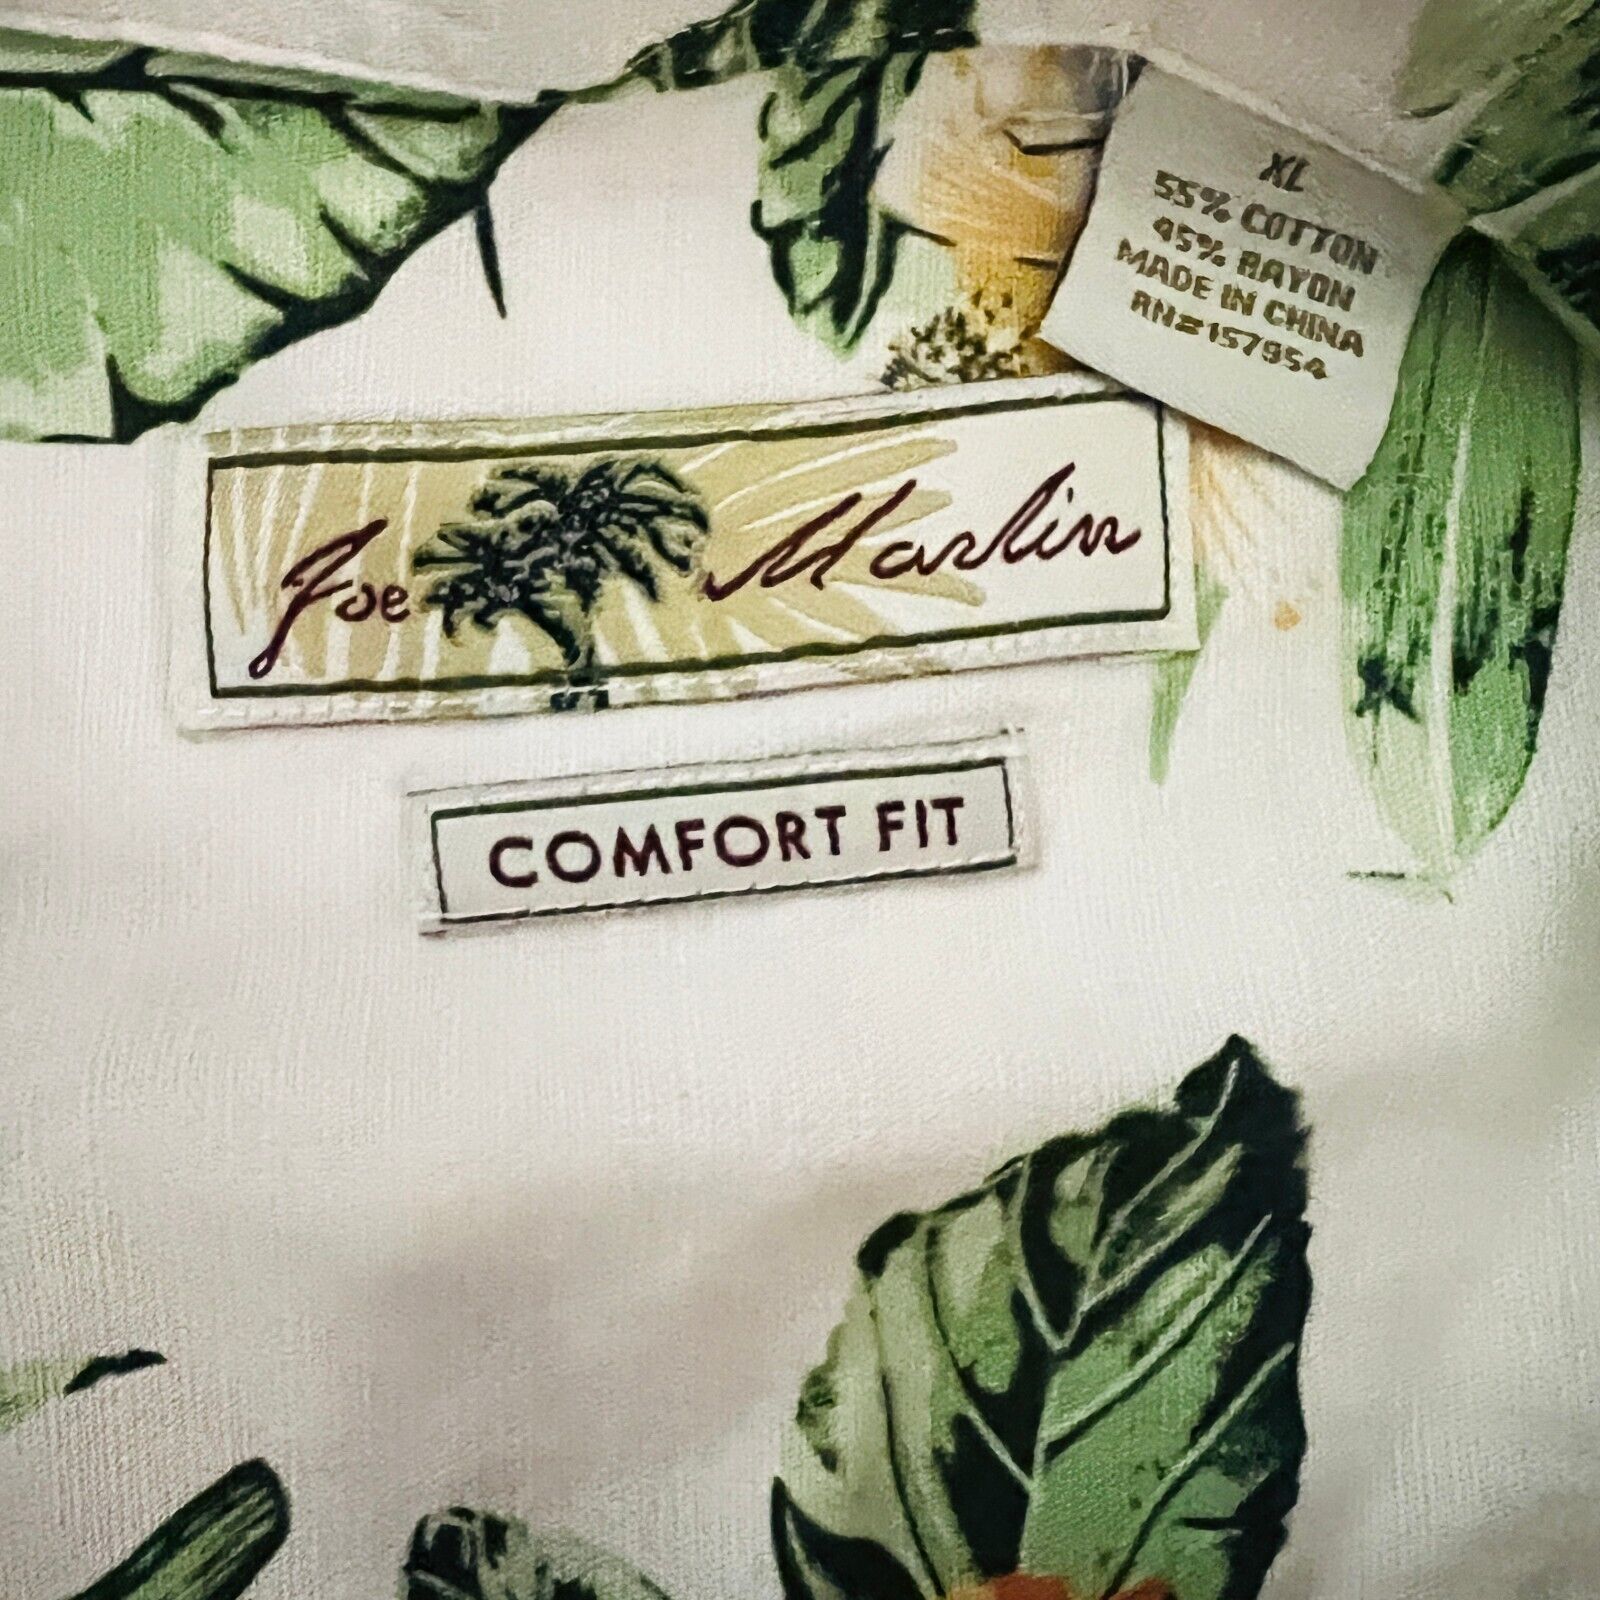 XL
55% COTTON
45% RAYON
MADE IN CHINA
RN#157954
Joe Marlin
COMFORT FIT